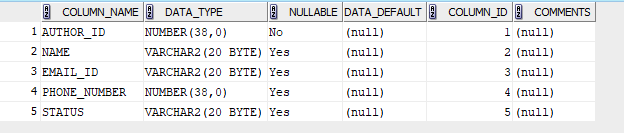 COLUMN_NAME DATA_TYPE NULLABLE DATA_DEFAULT COLUMN_ID COMMENTS
1 AUTHOR_ID NUMBER(38,0) No (null) 1 (null)
2 NAME VARCHAR2(20 BYTE) Yes (null) 2 (null)
3 EMAIL_ID VARCHAR2(20 BYTE) Yes (null) 3 (null)
4 PHONE_NUMBER NUMBER(38,0) Yes (null) 4 (null)
5 STATUS VARCHAR2(20 BYTE) Yes (null) 5 (null)